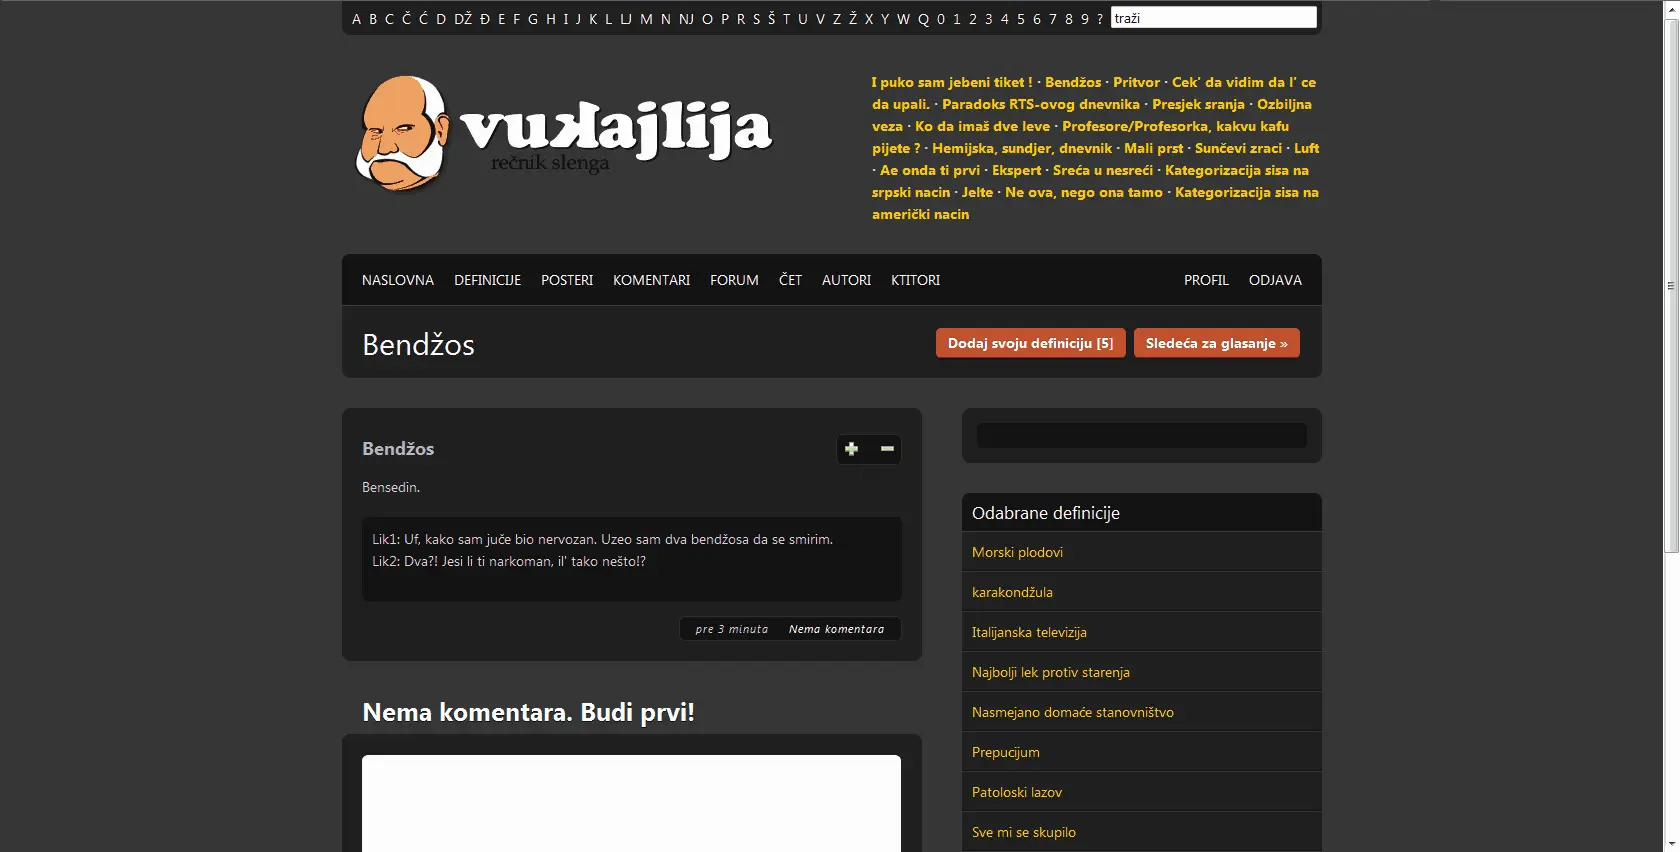 A B C Č Ć D DŽ Đ E F G H I J K L LJ M N NJ O P R S Š T U V Z Ž X Y W Q 0 1 2 3 4 5 6 7 8 9 ? traži
vukajlija
rečnik slenga
I puko sam jebeni tiket ! · Bendžos · Pritvor · Cek' da vidim da l' ce
da upali. · Paradoks RTS-ovog dnevnika · Presjek sranja · Ozbiljna
veza · Ko da imaš dve leve · Profesore/Profesorka, kakvu kafu
pijete ? · Hemijska, sundjer, dnevnik · Mali prst · Sunčevi zraci · Luft
· Ae onda ti prvi · Ekspert · Sreća u nesreći · Kategorizacija sisa na
srpski nacin · Jelte · Ne ova, nego ona tamo · Kategorizacija sisa na
američki nacin
NASLOVNA DEFINICIJE POSTERI KOMENTARI FORUM ČET AUTORI KTITORI PROFIL ODJAVA
Bendžos
Dodaj svoju definiciju [5] Sledeća za glasanje »
Bendžos
Bensedin.
Lik1: Uf, kako sam juče bio nervozan. Uzeo sam dva bendžosa da se smirim.
Lik2: Dva?! Jesi li ti narkoman, il' tako nešto!?
pre 3 minuta Nema komentara
Nema komentara. Budi prvi!
Odabrane definicije
Morski plodovi
karakondžula
Italijanska televizija
Najbolji lek protiv starenja
Nasmejano domaće stanovništvo
Prepucijum
Patoloski lazov
Sve mi se skupilo